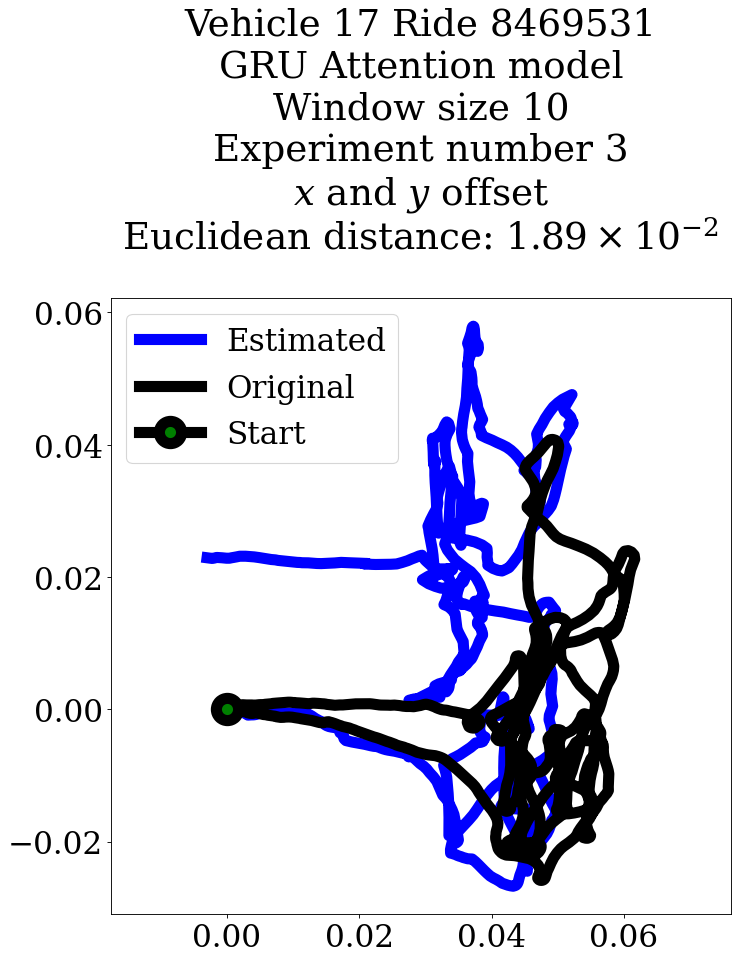 Vehicle 17 Ride 8469531
GRU Attention model
Window size 10
Experiment number 3
x and y offset
Euclidean distance: 1.89 × 10⁻²
0.06
Estimated
Original
Start
0.04
0.02
0.00
−0.02
0.00 0.02 0.04 0.06